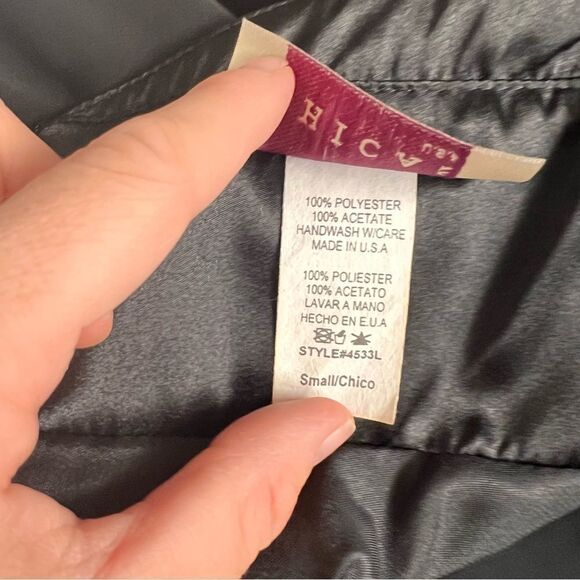 100% POLYESTER
100% ACETATE
HANDWASH W/CARE
MADE IN U.S.A
100% POLIESTER
100% ACETATO
LAVAR A MANO
HECHO EN E.U.A
STYLE#4533L
Small/Chico